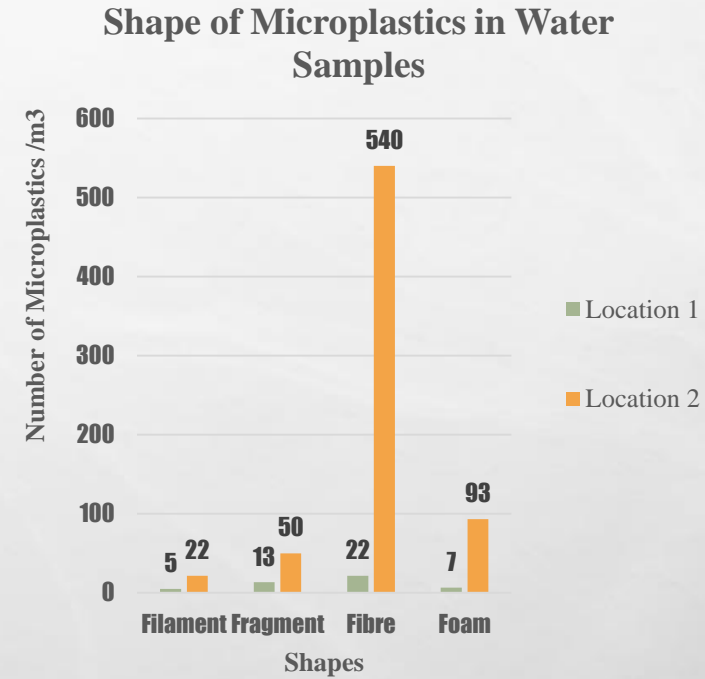 Shape of Microplastics in Water
Samples
Number of Microplastics /m3
600
500
400
300
200
100
0
5
22
13
50
22
540
7
93
Filament Fragment Fibre Foam
Shapes
Location 1
Location 2